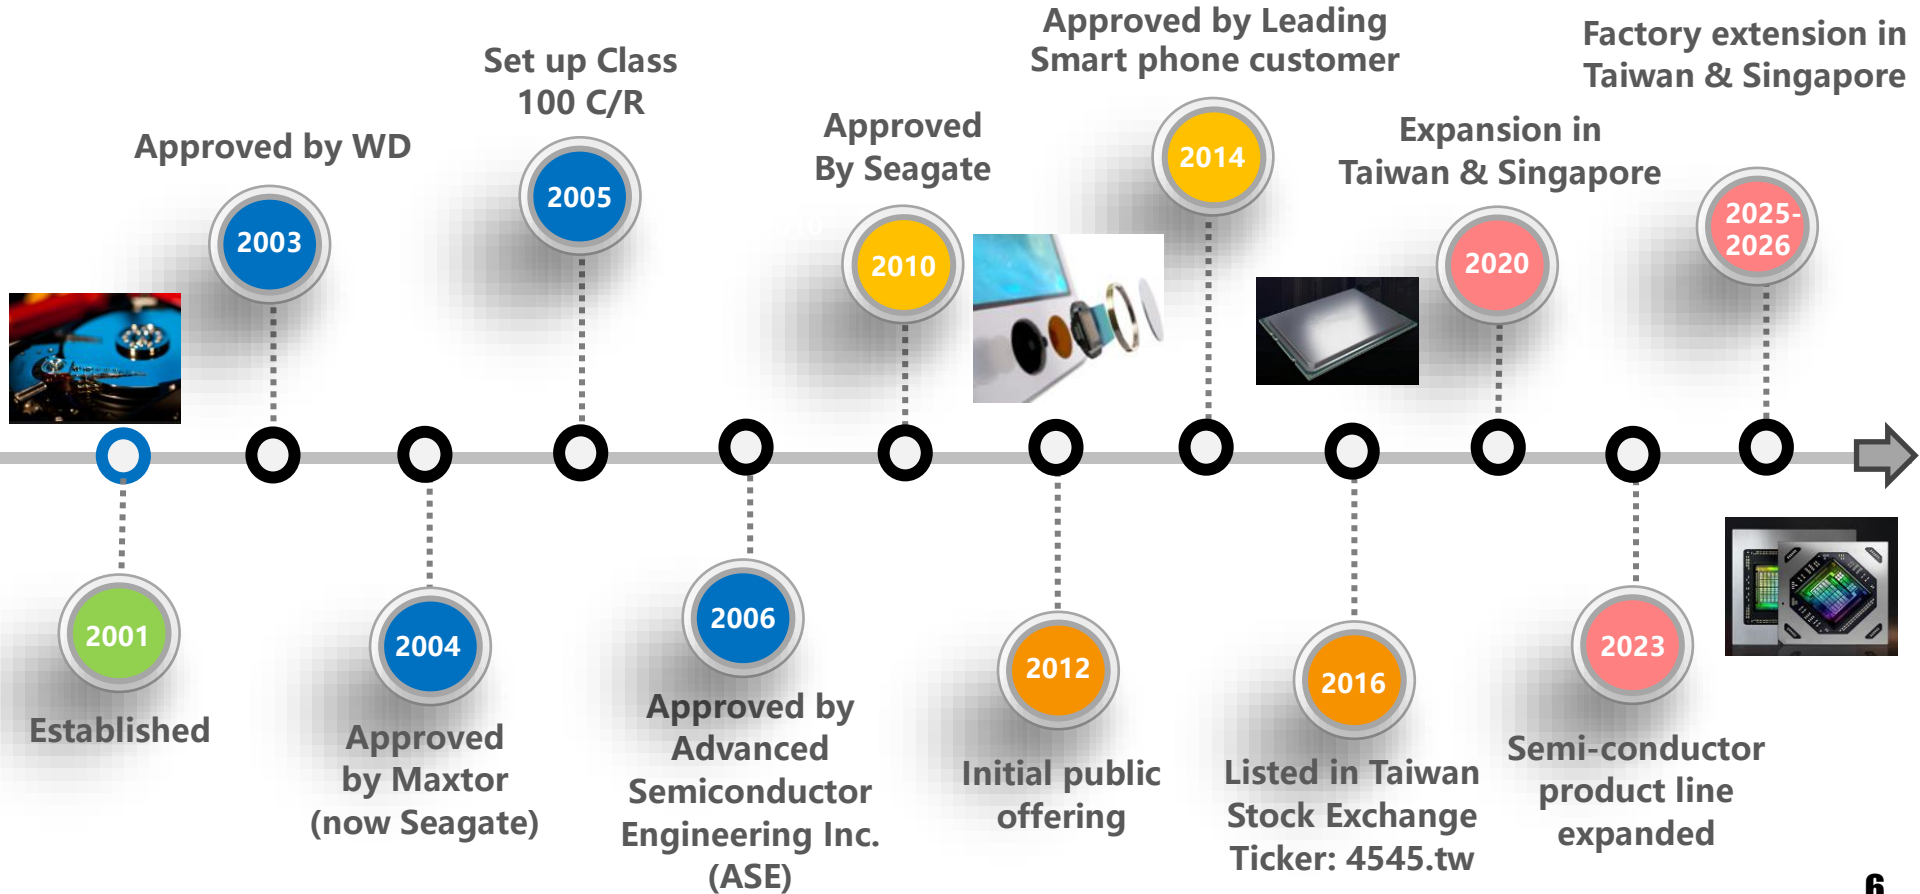 Approved by WD
2003
Set up Class
100 C/R
2005
Approved
By Seagate
2010
Approved by Leading
Smart phone customer
2014
Expansion in
Taiwan & Singapore
2020
Factory extension in
Taiwan & Singapore
2025-
2026
2001
Established
2004
Approved
by Maxtor
(now Seagate)
2006
Approved by
Advanced
Semiconductor
Engineering Inc.
(ASE)
2012
Initial public
offering
2016
Listed in Taiwan
Stock Exchange
Ticker: 4545.tw
2023
Semi-conductor
product line
expanded
6